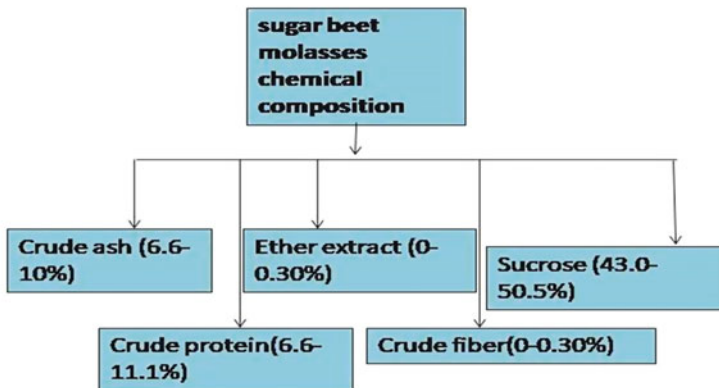 sugar beet
molasses
chemical
composition
Crude ash (6.6-
10%)
Ether extract (0-
0.30%)
Sucrose (43.0-
50.5%)
Crude protein(6.6-
11.1%)
Crude fiber(0-0.30%)